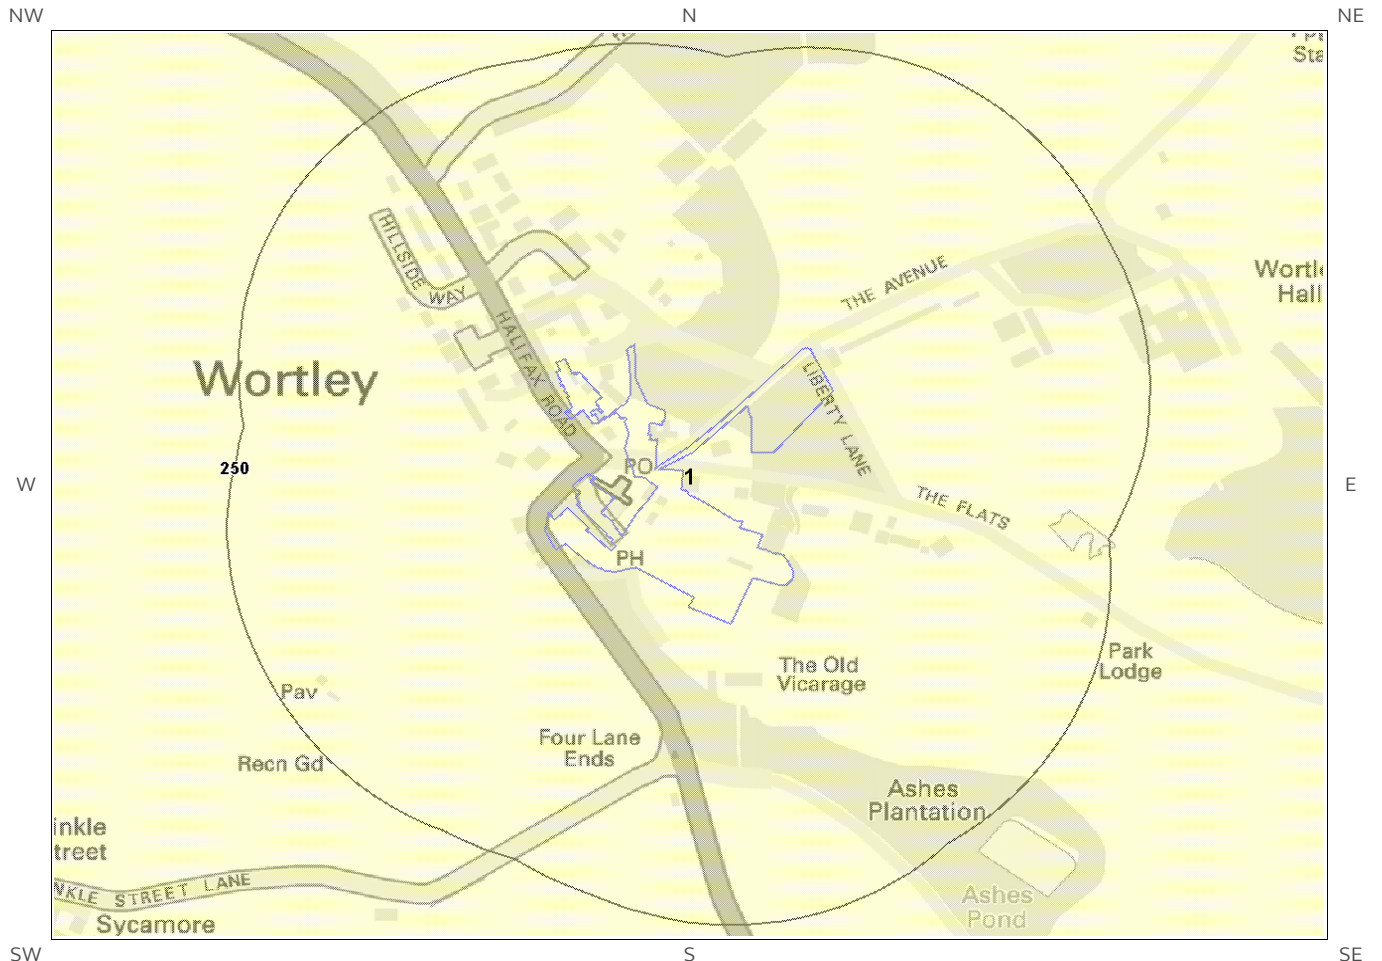 NW
N
NE
Sta
HILLSIDE
WAY
THE AVENUE
Wortle
Hall
HALIFAX ROAD
Wortley
LIBERTY LANE
250
PO
1
W
E
THE FLATS
PH
The Old
Vicarage
Park
Lodge
Pav
Four Lane
Ends
Recn Gd
Ashes
Plantation
inkle
treet
NKLE STREET LANE
Sycamore
Ashes
Pond
SW
S
SE